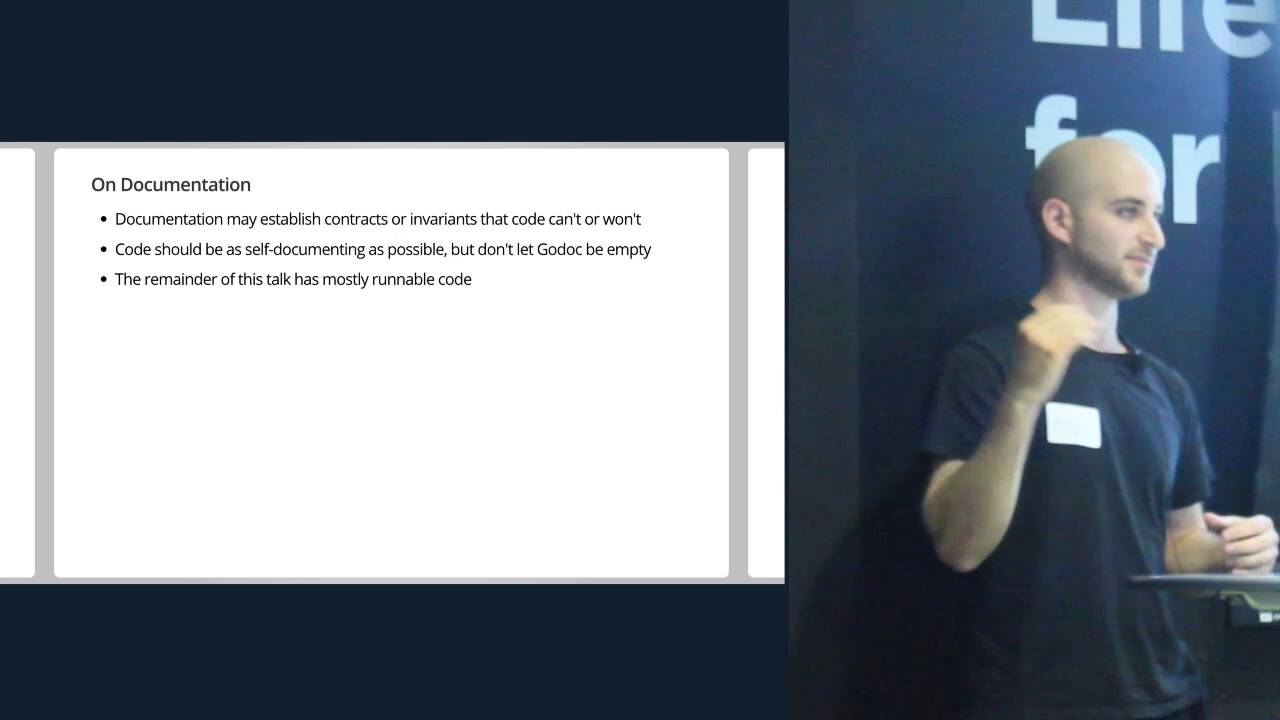 On Documentation
Documentation may establish contracts or invariants that code can't or won't
Code should be as self-documenting as possible, but don't let Godoc be empty
The remainder of this talk has mostly runnable code
for